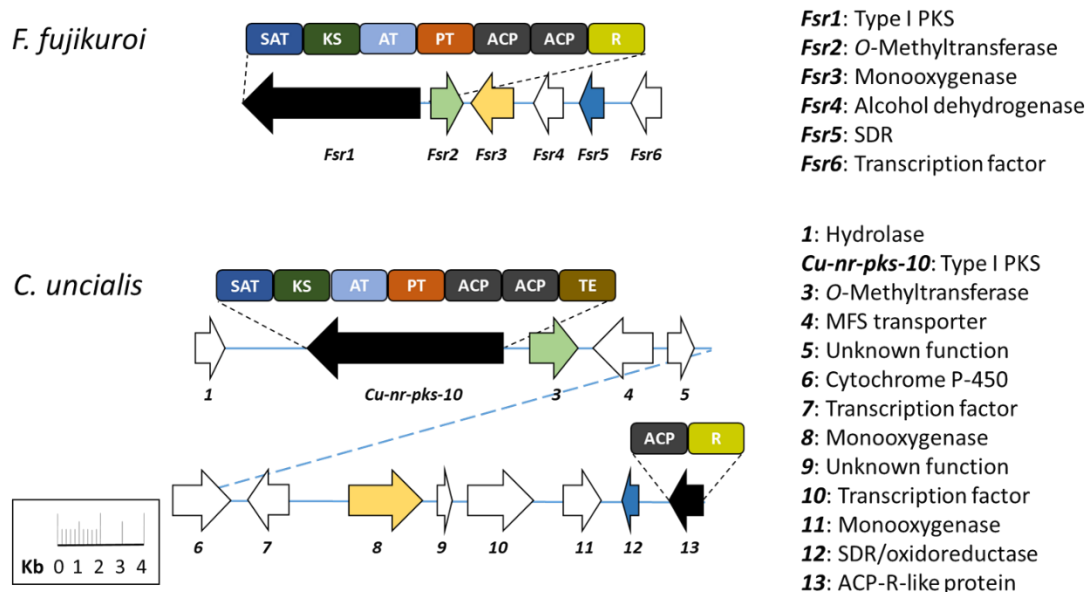 F. fujikuroi
SAT KS AT PT ACP ACP R
Fsr1 Fsr2 Fsr3 Fsr4 Fsr5 Fsr6
Fsr1: Type I PKS
Fsr2: O-Methyltransferase
Fsr3: Monooxygenase
Fsr4: Alcohol dehydrogenase
Fsr5: SDR
Fsr6: Transcription factor
C. uncialis
SAT KS AT PT ACP ACP TE
1 Cu-nr-pks-10 3 4 5
ACP R
6 7 8 9 10 11 12 13
Kb 0 1 2 3 4
1: Hydrolase
Cu-nr-pks-10: Type I PKS
3: O-Methyltransferase
4: MFS transporter
5: Unknown function
6: Cytochrome P-450
7: Transcription factor
8: Monooxygenase
9: Unknown function
10: Transcription factor
11: Monooxygenase
12: SDR/oxidoreductase
13: ACP-R-like protein